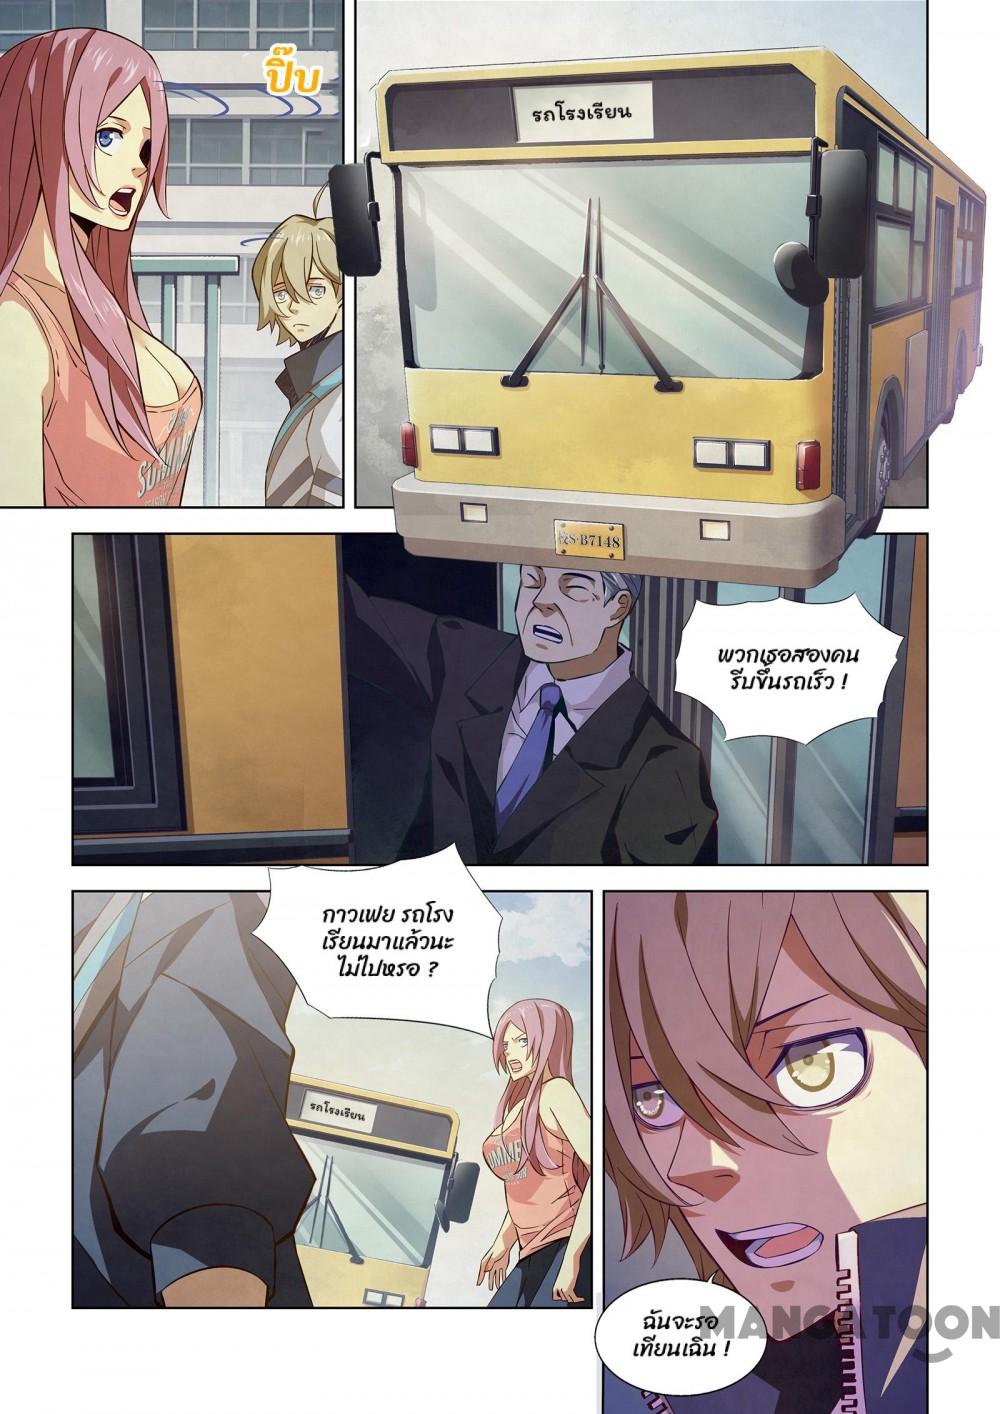 ปี๊บ
รถโรงเรียน
S·B7148
พวกเธอสองคน
รีบขึ้นรถเร็ว !
กาวเฟย รถโรง
เรียนมาแล้วนะ
ไม่ไปหรอ ?
รถโรงเรียน
ฉันจะรอ
เทียนเฉิน !
MANGATOON